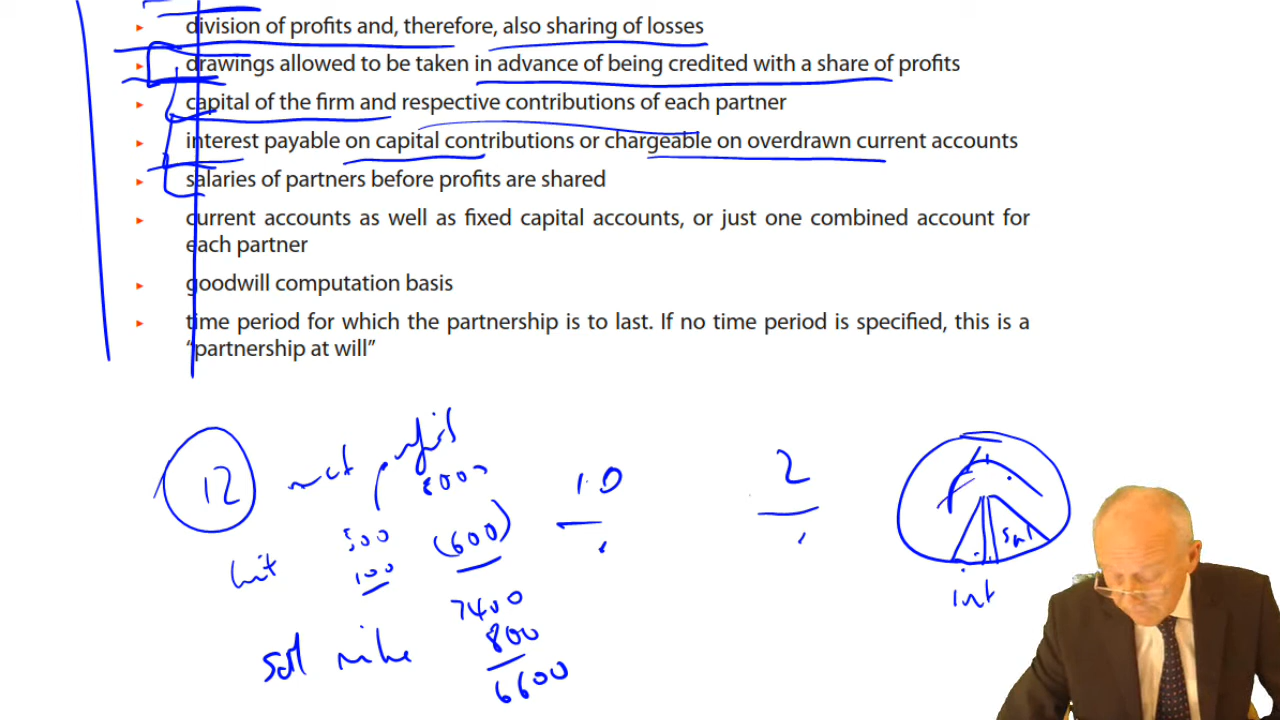 ▸ division of profits and, therefore, also sharing of losses
▸ drawings allowed to be taken in advance of being credited with a share of profits
▸ capital of the firm and respective contributions of each partner
▸ interest payable on capital contributions or chargeable on overdrawn current accounts
▸ salaries of partners before profits are shared
▸ current accounts as well as fixed capital accounts, or just one combined account for
each partner
▸ goodwill computation basis
▸ time period for which the partnership is to last. If no time period is specified, this is a
"partnership at will"
12 net profit 10 2
8000
500 (600)
int 100
7400
sal mike 800
6600
sal
int